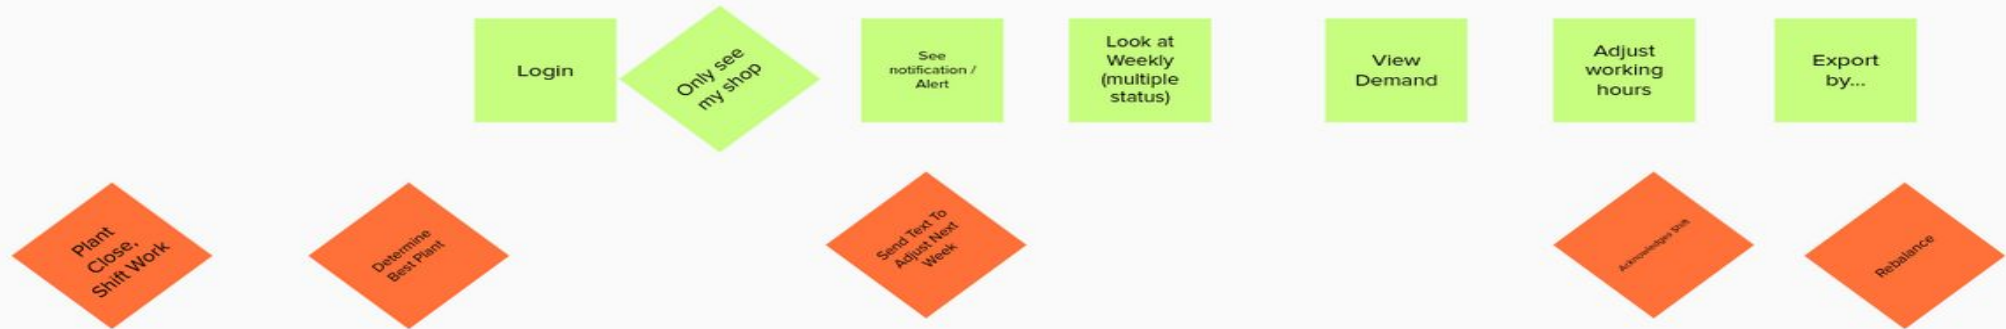 Login
Only see
my shop
See
notification /
Alert
Look at
Weekly
(multiple
status)
View
Demand
Adjust
working
hours
Export
by...
Plant
Close,
Shift Work
Determine
Best Plant
Send Text To
Adjust Next
Week
Acknowledges Shift
Rebalance